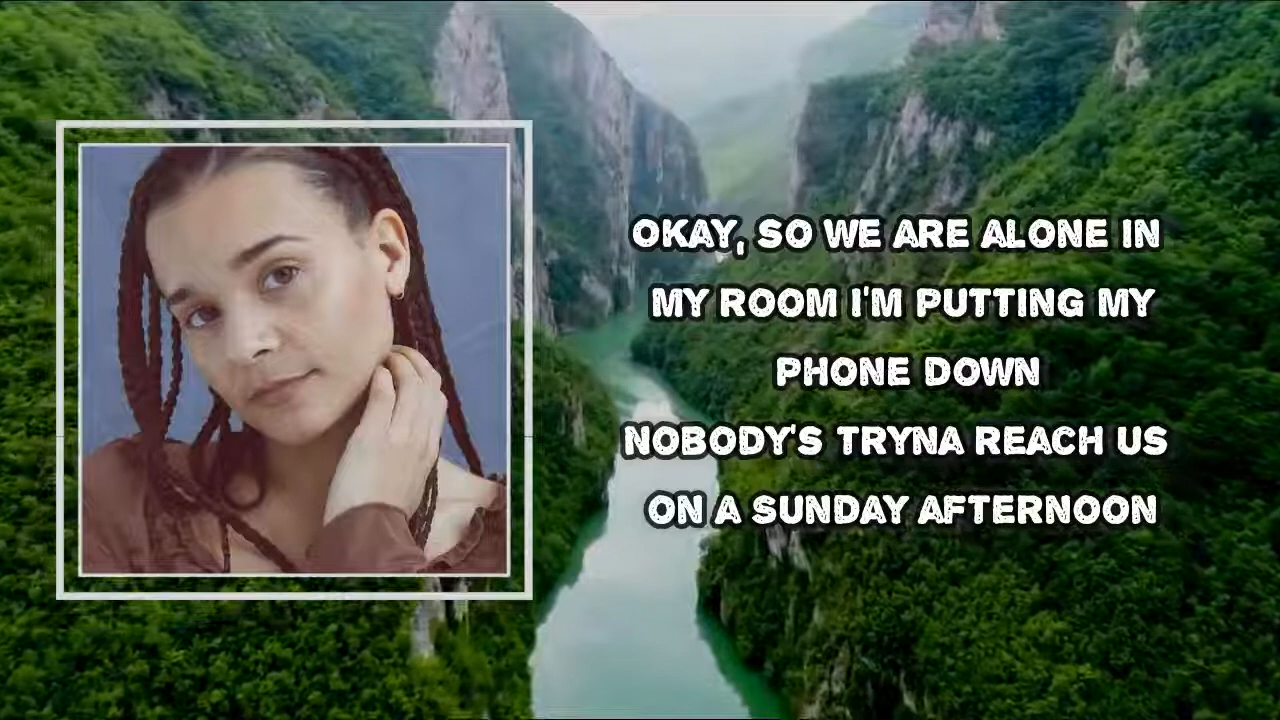 OKAY, SO WE ARE ALONE IN
MY ROOM I'M PUTTING MY
PHONE DOWN
NOBODY'S TRYNA REACH US
ON A SUNDAY AFTERNOON